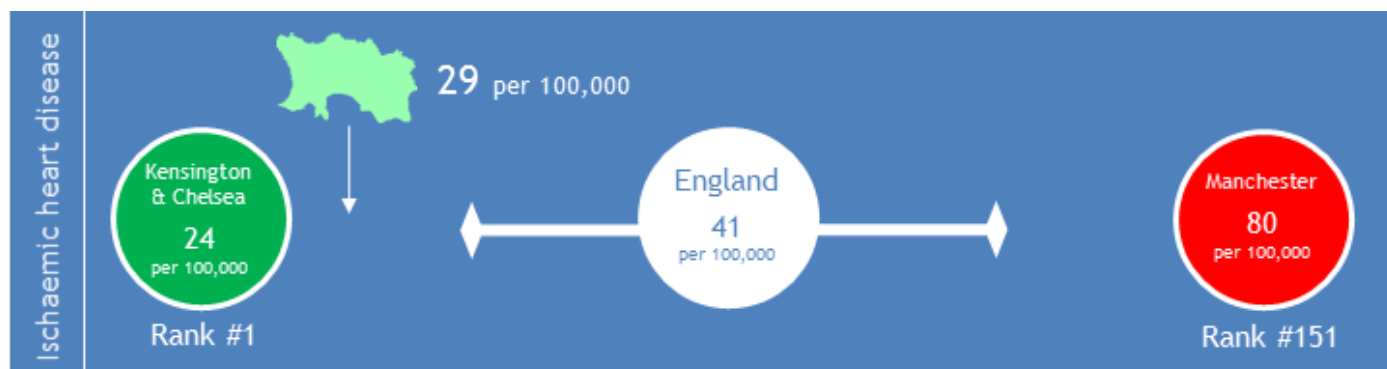 Ischaemic heart disease
29 per 100,000
Kensington
& Chelsea
24
per 100,000
Rank #1
England
41
per 100,000
Manchester
80
per 100,000
Rank #151